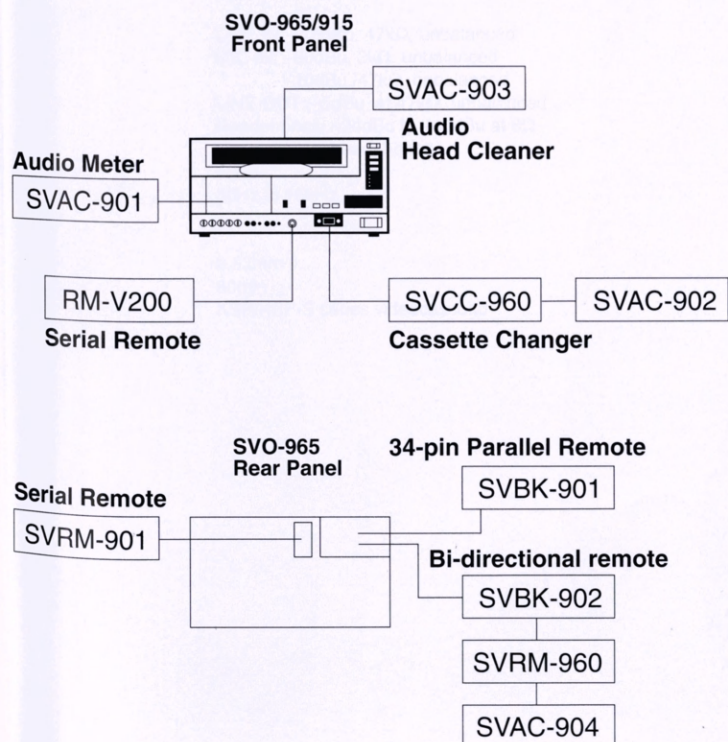 SVO-965/915
Front Panel
SVAC-903
Audio
Head Cleaner
Audio Meter
SVAC-901
RM-V200
Serial Remote
SVCC-960
SVAC-902
Cassette Changer
SVO-965
Rear Panel
34-pin Parallel Remote
SVBK-901
Serial Remote
SVRM-901
Bi-directional remote
SVBK-902
SVRM-960
SVAC-904